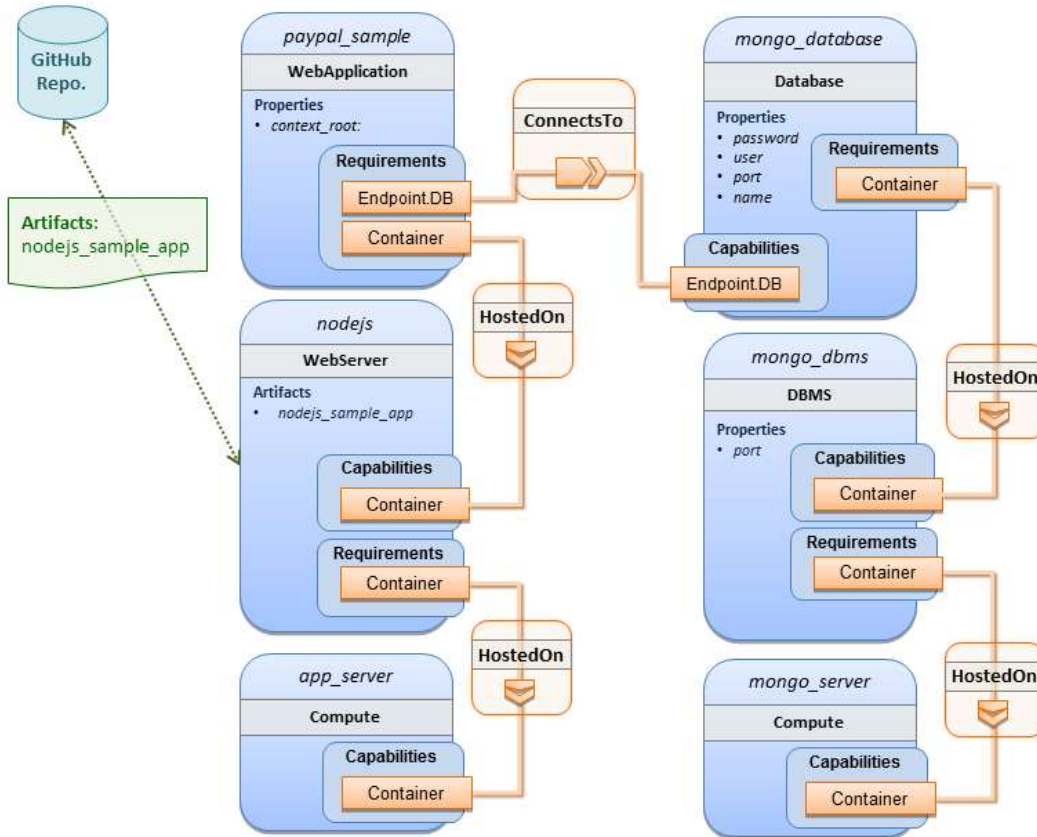 GitHub
Repo.
Artifacts:
nodejs_sample_app
paypal_sample
WebApplication
Properties
• context_root:
Requirements
Endpoint.DB
Container
ConnectsTo
mongo_database
Database
Properties
• password
• user
• port
• name
Requirements
Container
Capabilities
Endpoint.DB
HostedOn
nodejs
WebServer
Artifacts
• nodejs_sample_app
Capabilities
Container
Requirements
Container
HostedOn
mongo_dbms
DBMS
Properties
• port
Capabilities
Container
Requirements
Container
HostedOn
app_server
Compute
Capabilities
Container
HostedOn
mongo_server
Compute
Capabilities
Container